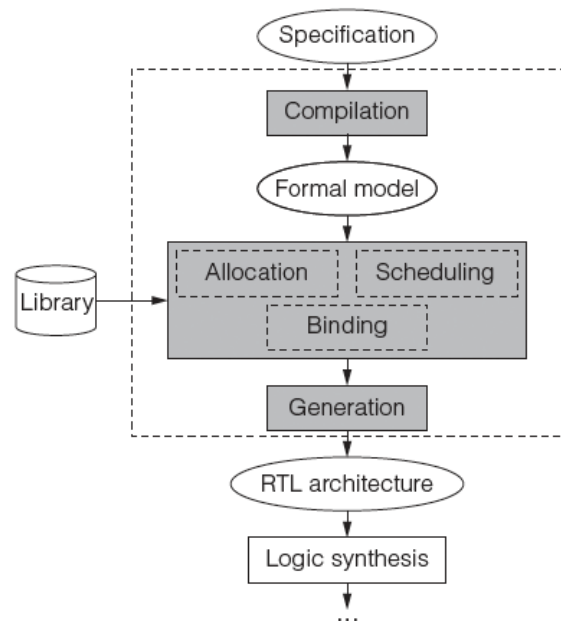 Specification
Compilation
Formal model
Allocation
Scheduling
Library
Binding
Generation
RTL architecture
Logic synthesis
...